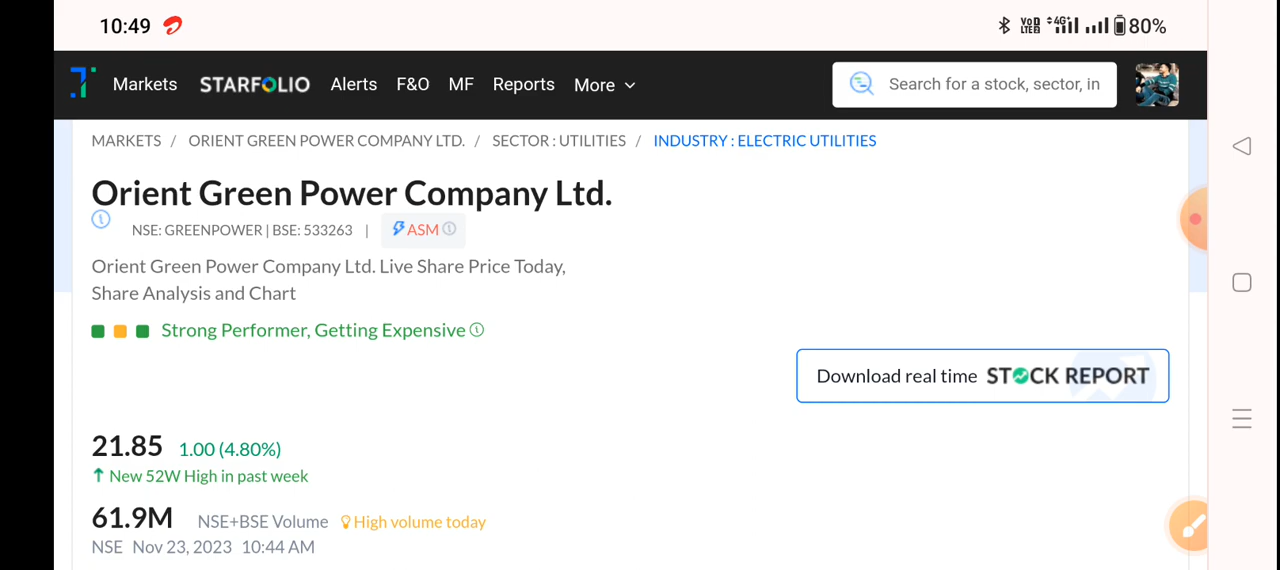 10:49 VoD LTE2 4G 80%
Markets STARFOLIO Alerts F&O MF Reports More Search for a stock, sector, in
MARKETS / ORIENT GREEN POWER COMPANY LTD. / SECTOR : UTILITIES / INDUSTRY : ELECTRIC UTILITIES
Orient Green Power Company Ltd.
NSE: GREENPOWER | BSE: 533263 | ASM
Orient Green Power Company Ltd. Live Share Price Today,
Share Analysis and Chart
Strong Performer, Getting Expensive
Download real time STOCK REPORT
21.85 1.00 (4.80%)
New 52W High in past week
61.9M NSE+BSE Volume High volume today
NSE Nov 23, 2023 10:44 AM